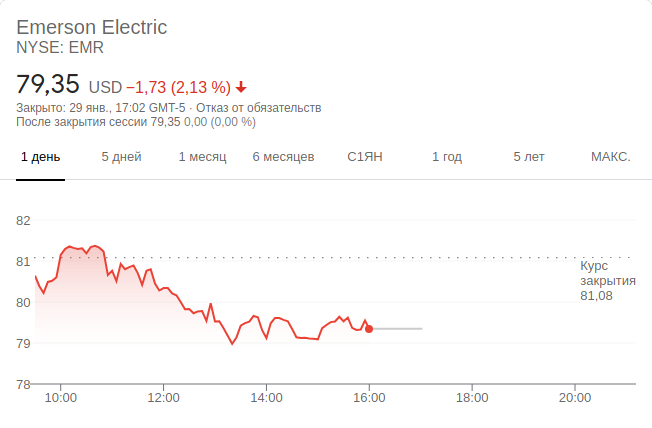 Emerson Electric
NYSE: EMR
79,35 USD −1,73 (2,13 %)
Закрыто: 29 янв., 17:02 GMT-5 · Отказ от обязательств
После закрытия сессии 79,35 0,00 (0,00 %)
1 день 5 дней 1 месяц 6 месяцев С1ЯН 1 год 5 лет МАКС.
82
81
Курс
закрытия
81,08
80
79
78
10:00 12:00 14:00 16:00 18:00 20:00